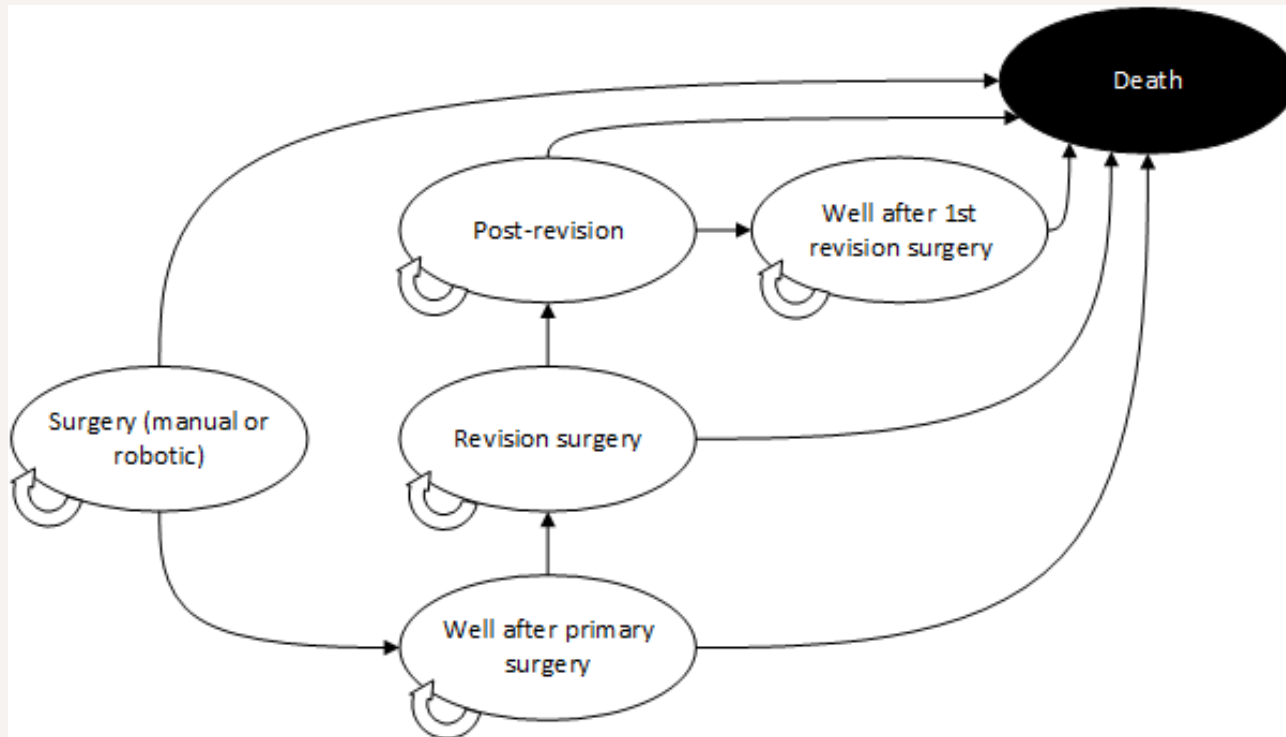 Death
Post-revision
Well after 1st
revision surgery
Surgery (manual or
robotic)
Revision surgery
Well after primary
surgery